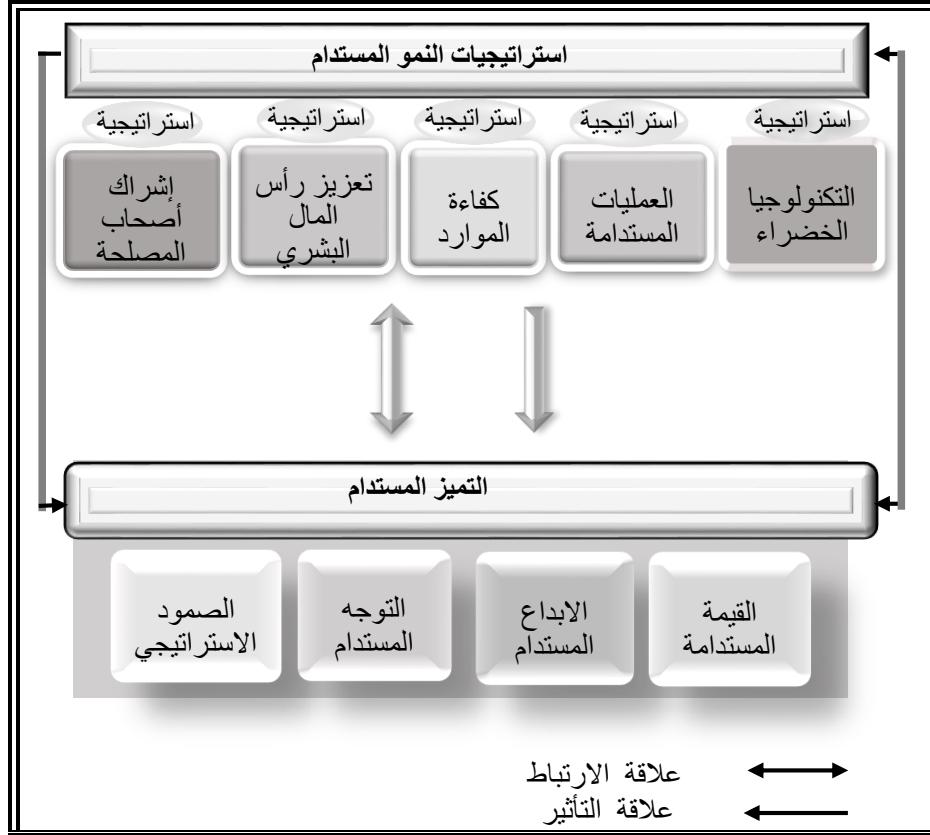 استراتيجيات النمو المستدام
استراتيجية
التكنولوجيا
الخضراء
استراتيجية
العمليات
المستدامة
استراتيجية
كفاءة
الموارد
استراتيجية
تعزيز رأس
المال
البشري
استراتيجية
إشراك
أصحاب
المصلحة
التميز المستدام
القيمة
المستدامة
الابداع
المستدام
التوجه
المستدام
الصمود
الاستراتيجي
علاقة الارتباط
علاقة التأثير